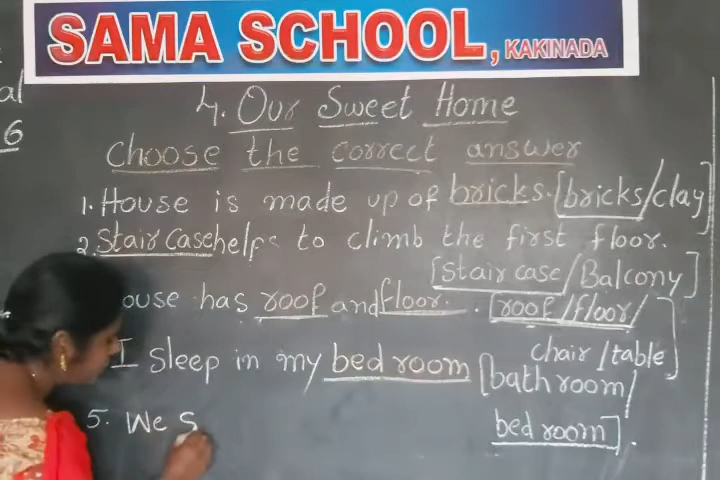 SAMA SCHOOL, KAKINADA
al
6
4. Our Sweet Home
Choose the correct answer
1. House is made up of bricks. [bricks/clay]
2. Stair case helps to climb the first floor.
[Stair case/Balcony]
ouse has roof and floor. . [roof/floor/
chair/table]
I sleep in my bed room [bath room/
bed room].
5. We S